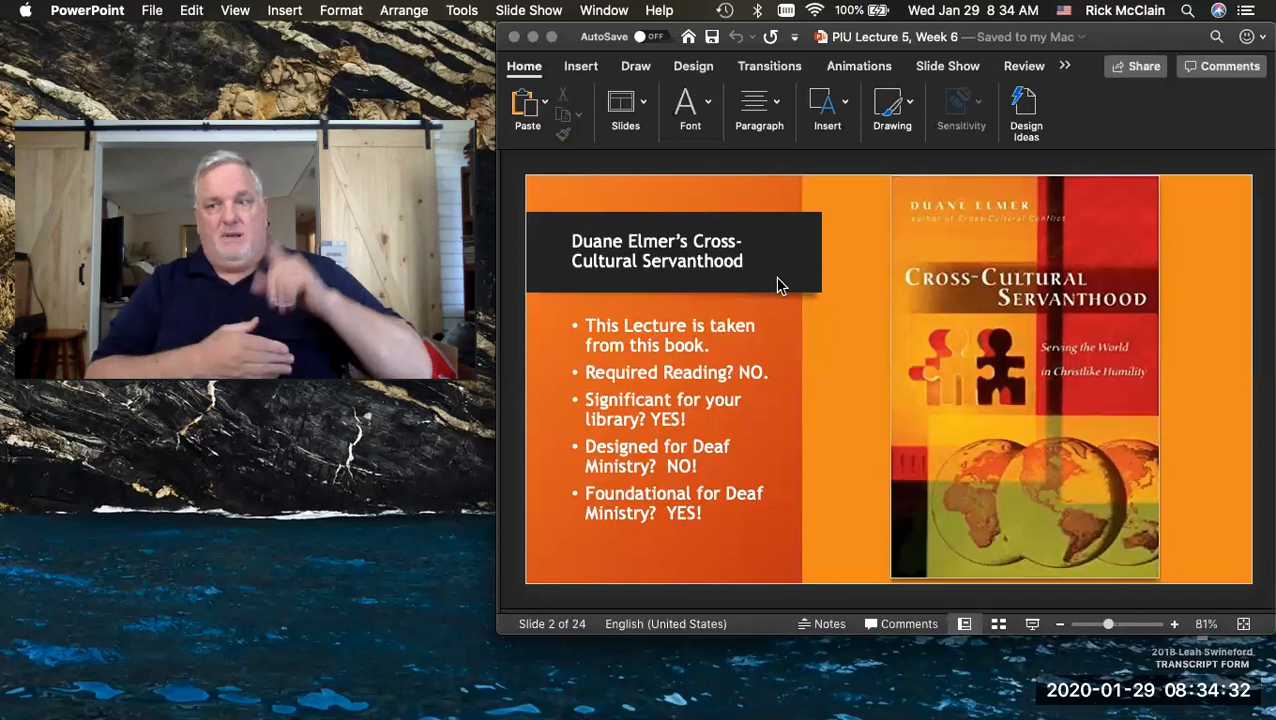 PowerPoint File Edit View Insert Format Arrange Tools Slide Show Window Help 100% Wed Jan 29 8:34 AM Rick McClain
AutoSave OFF PIU Lecture 5, Week 6 — Saved to my Mac
Home Insert Draw Design Transitions Animations Slide Show Review Share Comments
Paste Slides Font Paragraph Insert Drawing Sensitivity Design
Ideas
Duane Elmer's Cross-
Cultural Servanthood
• This Lecture is taken
from this book.
• Required Reading? NO.
• Significant for your
library? YES!
• Designed for Deaf
Ministry? NO!
• Foundational for Deaf
Ministry? YES!
DUANE ELMER
author of Cross-Cultural Conflict
CROSS-CULTURAL
SERVANTHOOD
Serving the World
in Christlike Humility
Slide 2 of 24 English (United States) Notes Comments 81%
2018 Leah Swineford
TRANSCRIPT FORM
2020-01-29 08:34:32